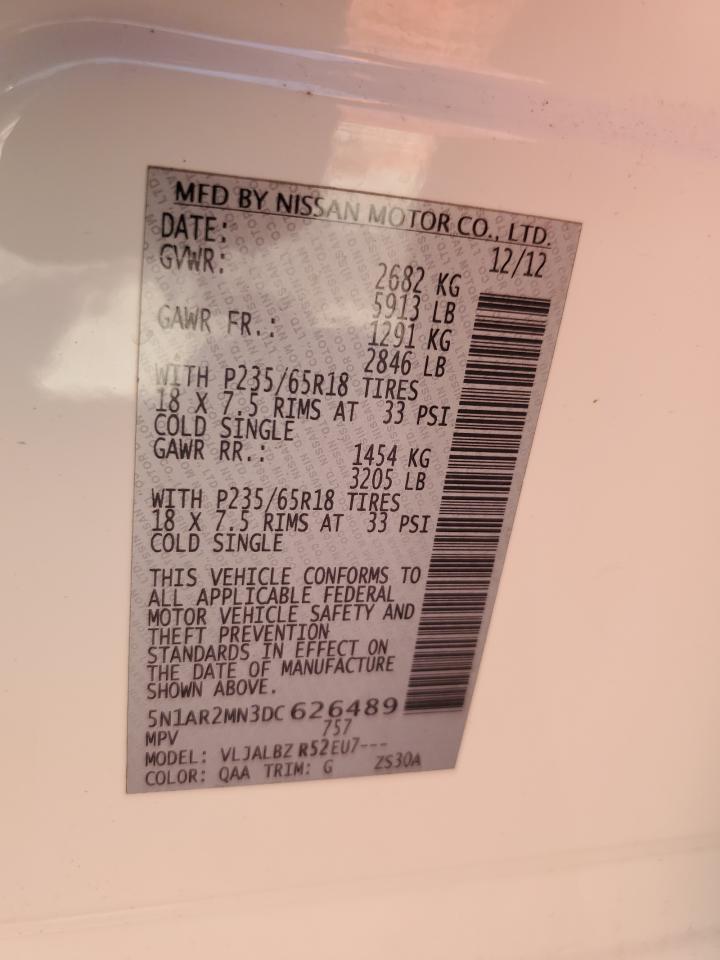 MFD BY NISSAN MOTOR CO., LTD.
DATE: 12/12
GVWR: 2682 KG
5913 LB
GAWR FR.: 1291 KG
2846 LB
WITH P235/65R18 TIRES
18 X 7.5 RIMS AT 33 PSI
COLD SINGLE
GAWR RR.: 1454 KG
3205 LB
WITH P235/65R18 TIRES
18 X 7.5 RIMS AT 33 PSI
COLD SINGLE
THIS VEHICLE CONFORMS TO
ALL APPLICABLE FEDERAL
MOTOR VEHICLE SAFETY AND
THEFT PREVENTION
STANDARDS IN EFFECT ON
THE DATE OF MANUFACTURE
SHOWN ABOVE.
5N1AR2MN3DC 626489
MPV 757
MODEL: VLJALBZ R52EU7---
COLOR: QAA TRIM: G ZS30A